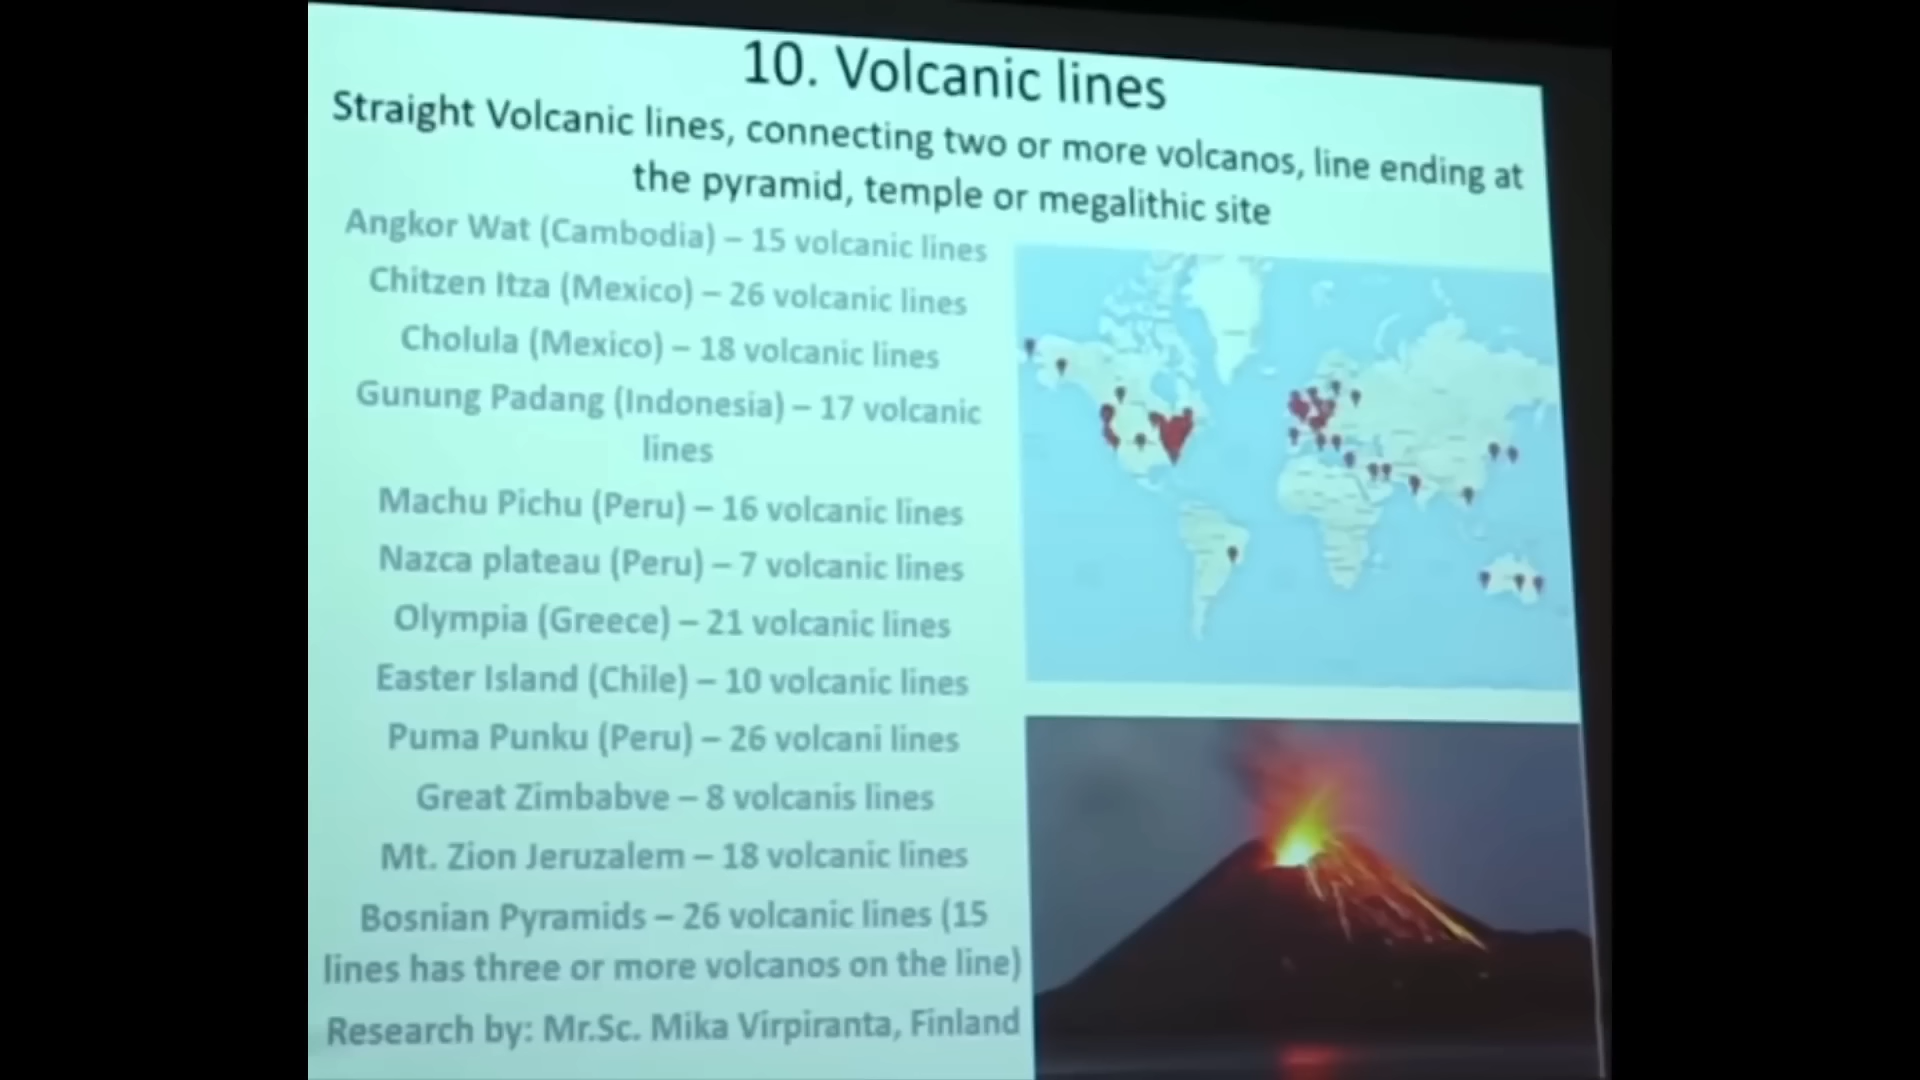 10. Volcanic lines
Straight Volcanic lines, connecting two or more volcanos, line ending at
the pyramid, temple or megalithic site
Angkor Wat (Cambodia) – 15 volcanic lines
Chitzen Itza (Mexico) – 26 volcanic lines
Cholula (Mexico) – 18 volcanic lines
Gunung Padang (Indonesia) – 17 volcanic
lines
Machu Pichu (Peru) – 16 volcanic lines
Nazca plateau (Peru) – 7 volcanic lines
Olympia (Greece) – 21 volcanic lines
Easter Island (Chile) – 10 volcanic lines
Puma Punku (Peru) – 26 volcani lines
Great Zimbabve – 8 volcanis lines
Mt. Zion Jeruzalem – 18 volcanic lines
Bosnian Pyramids – 26 volcanic lines (15
lines has three or more volcanos on the line)
Research by: Mr.Sc. Mika Virpiranta, Finland